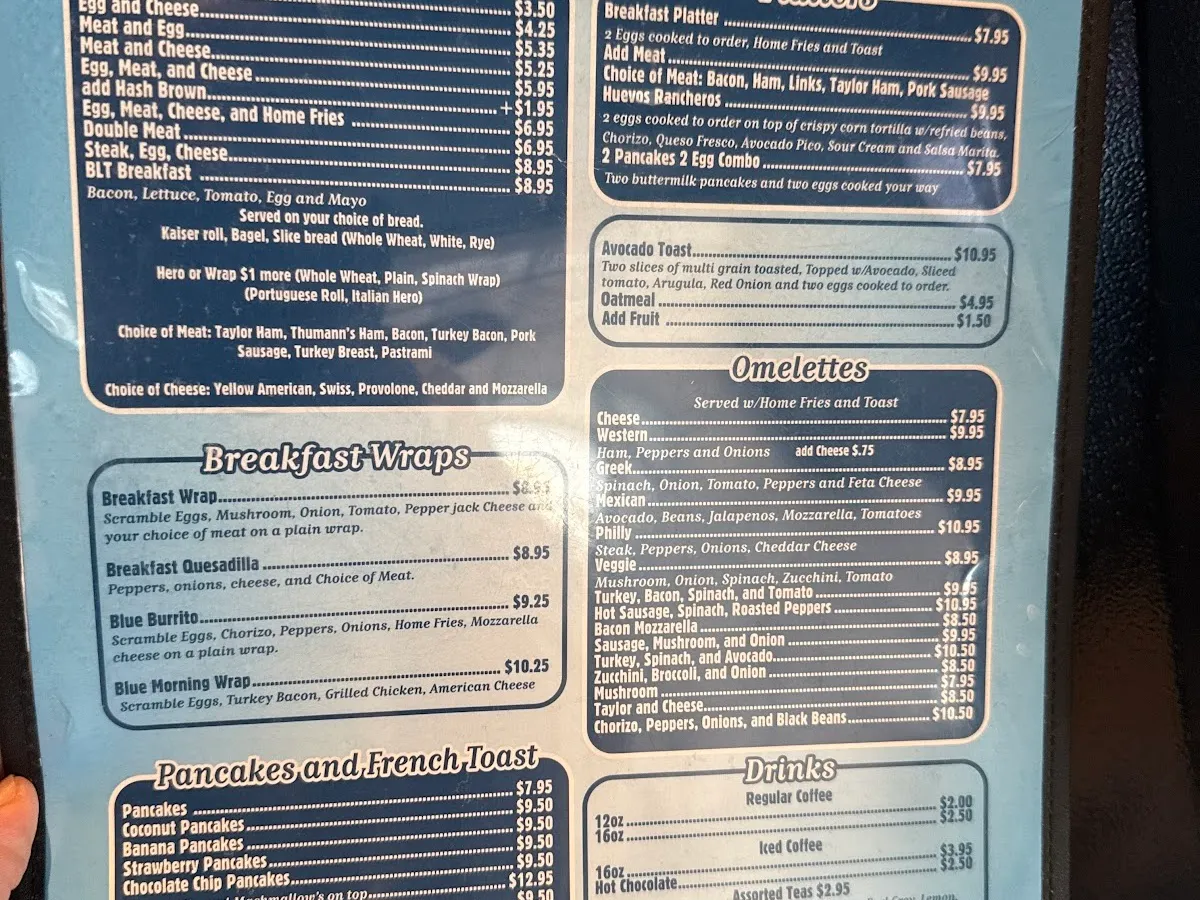 Egg and Cheese $3.50
Meat and Egg $4.25
Meat and Cheese $5.35
Egg, Meat, and Cheese $5.25
add Hash Brown $5.95
Egg, Meat, Cheese, and Home Fries +$1.95
Double Meat $6.95
Steak, Egg, Cheese $6.95
BLT Breakfast $8.95
$8.95
Bacon, Lettuce, Tomato, Egg and Mayo
Served on your choice of bread.
Kaiser roll, Bagel, Slice bread (Whole Wheat, White, Rye)
Hero or Wrap $1 more (Whole Wheat, Plain, Spinach Wrap)
(Portuguese Roll, Italian Hero)
Choice of Meat: Taylor Ham, Thumann's Ham, Bacon, Turkey Bacon, Pork
Sausage, Turkey Breast, Pastrami
Choice of Cheese: Yellow American, Swiss, Provolone, Cheddar and Mozzarella
Breakfast Wraps
Breakfast Wrap $8.95
Scramble Eggs, Mushroom, Onion, Tomato, Pepper jack Cheese and
your choice of meat on a plain wrap.
Breakfast Quesadilla $8.95
Peppers, onions, cheese, and Choice of Meat.
Blue Burrito $9.25
Scramble Eggs, Chorizo, Peppers, Onions, Home Fries, Mozzarella
cheese on a plain wrap.
Blue Morning Wrap $10.25
Scramble Eggs, Turkey Bacon, Grilled Chicken, American Cheese
Pancakes and French Toast
Pancakes $7.95
Coconut Pancakes $9.50
Banana Pancakes $9.50
Strawberry Pancakes $9.50
Chocolate Chip Pancakes $9.50
$12.95
Marshmallow's on top $9.50
Breakfast Platter $7.95
2 Eggs cooked to order, Home Fries and Toast
Add Meat $9.95
Choice of Meat: Bacon, Ham, Links, Taylor Ham, Pork Sausage
Huevos Rancheros $9.95
2 eggs cooked to order on top of crispy corn tortilla w/refried beans,
Chorizo, Queso Fresco, Avocado Pico, Sour Cream and Salsa Marita.
2 Pancakes 2 Egg Combo $7.95
Two buttermilk pancakes and two eggs cooked your way
Avocado Toast $10.95
Two slices of multi grain toasted, Topped w/Avocado, Sliced
tomato, Arugula, Red Onion and two eggs cooked to order.
Oatmeal $4.95
Add Fruit $1.50
Omelettes
Served w/Home Fries and Toast
Cheese $7.95
Western $9.95
Ham, Peppers and Onions add Cheese $.75
Greek $8.95
Spinach, Onion, Tomato, Peppers and Feta Cheese
Mexican $9.95
Avocado, Beans, Jalapenos, Mozzarella, Tomatoes
Philly $10.95
Steak, Peppers, Onions, Cheddar Cheese
Veggie $8.95
Mushroom, Onion, Spinach, Zucchini, Tomato
Turkey, Bacon, Spinach, and Tomato $9.95
Hot Sausage, Spinach, Roasted Peppers $10.95
Bacon Mozzarella $8.50
Sausage, Mushroom, and Onion $9.95
Turkey, Spinach, and Avocado $10.50
Zucchini, Broccoli, and Onion $8.50
Mushroom $7.95
Taylor and Cheese $8.50
Chorizo, Peppers, Onions, and Black Beans $10.50
Drinks
Regular Coffee
12oz $2.00
16oz $2.50
Iced Coffee
16oz $3.95
Hot Chocolate $2.50
Assorted Teas $2.95
Lemon,